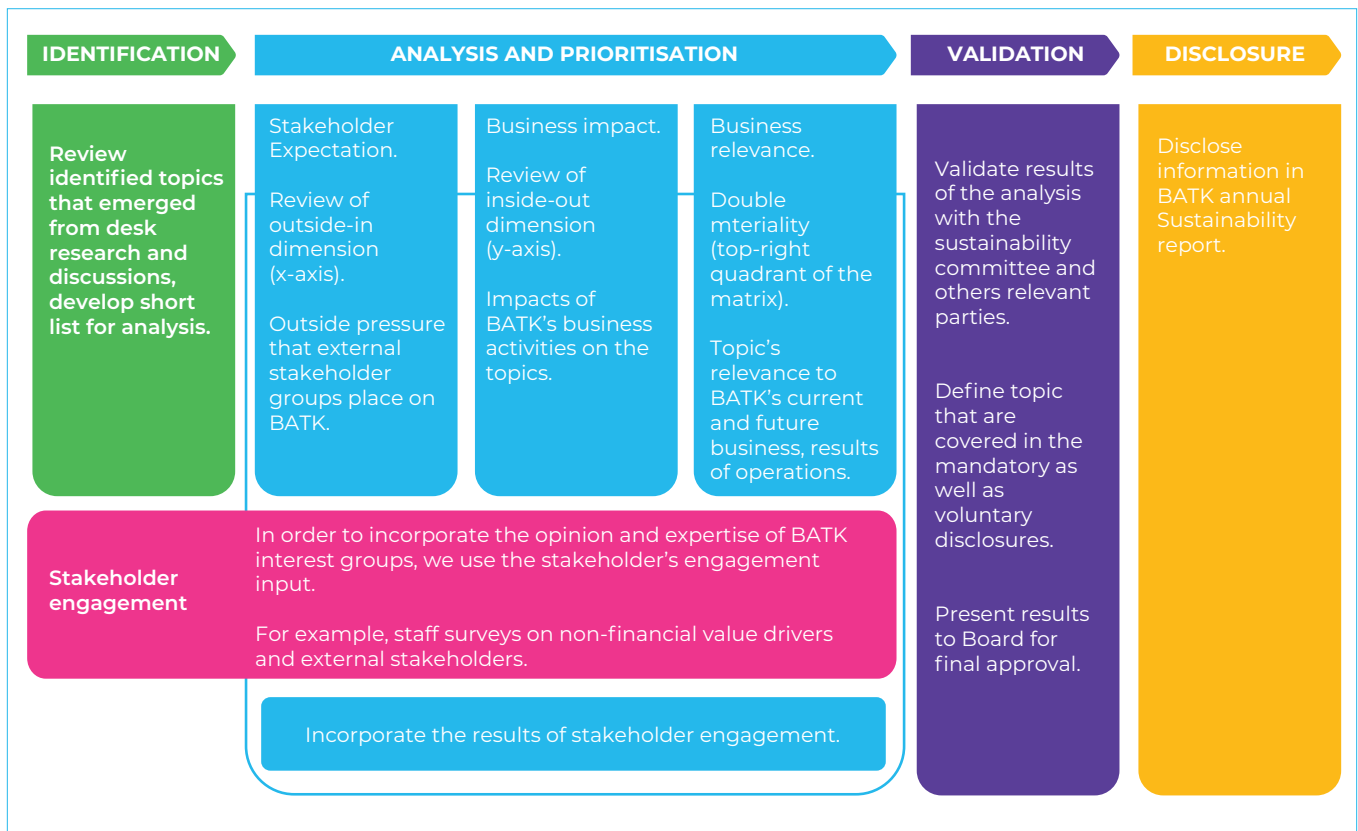 IDENTIFICATION
ANALYSIS AND PRIORITISATION
VALIDATION
DISCLOSURE
Review
identified topics
that emerged
from desk
research and
discussions,
develop short
list for analysis.
Stakeholder
Expectation.
Review of
outside-in
dimension
(x-axis).
Outside pressure
that external
stakeholder
groups place on
BATK.
Business impact.
Review of
inside-out
dimension
(y-axis).
Impacts of
BATK's business
activities on the
topics.
Business
relevance.
Double
mteriality
(top-right
quadrant of the
matrix).
Topic's
relevance to
BATK's current
and future
business, results
of operations.
Validate results
of the analysis
with the
sustainability
committee and
others relevant
parties.
Define topic
that are
covered in the
mandatory as
well as
voluntary
disclosures.
Present results
to Board for
final approval.
Disclose
information in
BATK annual
Sustainability
report.
Stakeholder
engagement
In order to incorporate the opinion and expertise of BATK
interest groups, we use the stakeholder's engagement
input.
For example, staff surveys on non-financial value drivers
and external stakeholders.
Incorporate the results of stakeholder engagement.